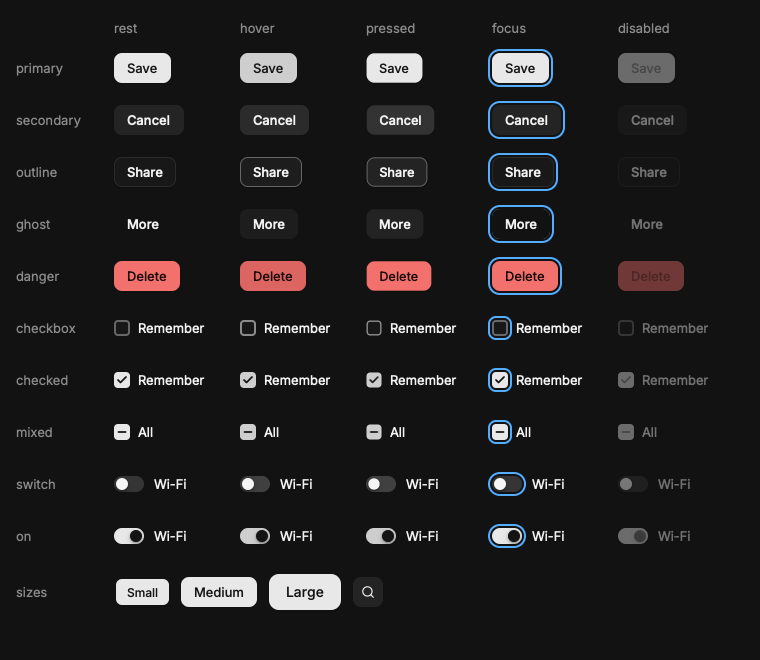 rest hover pressed focus disabled
primary Save Save Save Save Save
secondary Cancel Cancel Cancel Cancel Cancel
outline Share Share Share Share Share
ghost More More More More More
danger Delete Delete Delete Delete Delete
checkbox Remember Remember Remember Remember Remember
checked Remember Remember Remember Remember Remember
mixed All All All All All
switch Wi-Fi Wi-Fi Wi-Fi Wi-Fi Wi-Fi
on Wi-Fi Wi-Fi Wi-Fi Wi-Fi Wi-Fi
sizes Small Medium Large